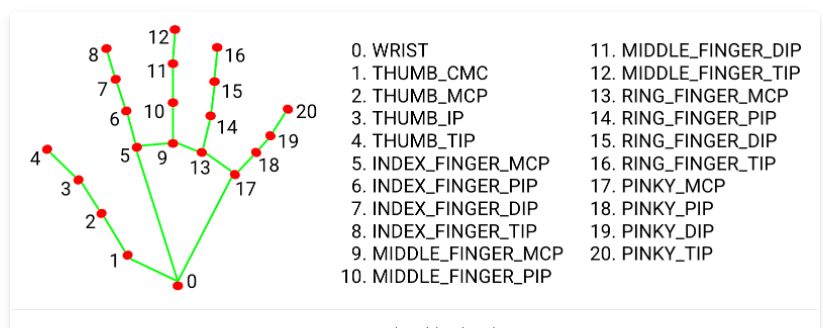 12
8
16
11
7
15
10
6
20
14
19
5
9
4
13
18
3
17
2
1
0
0. WRIST
1. THUMB_CMC
2. THUMB_MCP
3. THUMB_IP
4. THUMB_TIP
5. INDEX_FINGER_MCP
6. INDEX_FINGER_PIP
7. INDEX_FINGER_DIP
8. INDEX_FINGER_TIP
9. MIDDLE_FINGER_MCP
10. MIDDLE_FINGER_PIP
11. MIDDLE_FINGER_DIP
12. MIDDLE_FINGER_TIP
13. RING_FINGER_MCP
14. RING_FINGER_PIP
15. RING_FINGER_DIP
16. RING_FINGER_TIP
17. PINKY_MCP
18. PINKY_PIP
19. PINKY_DIP
20. PINKY_TIP